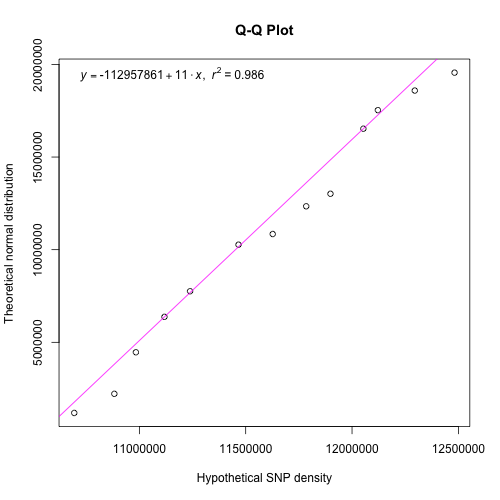 Q-Q Plot
y = -112957861 + 11 · x, r² = 0.986
20000000
15000000
10000000
5000000
Theoretical normal distribution
11000000 11500000 12000000 12500000
Hypothetical SNP density